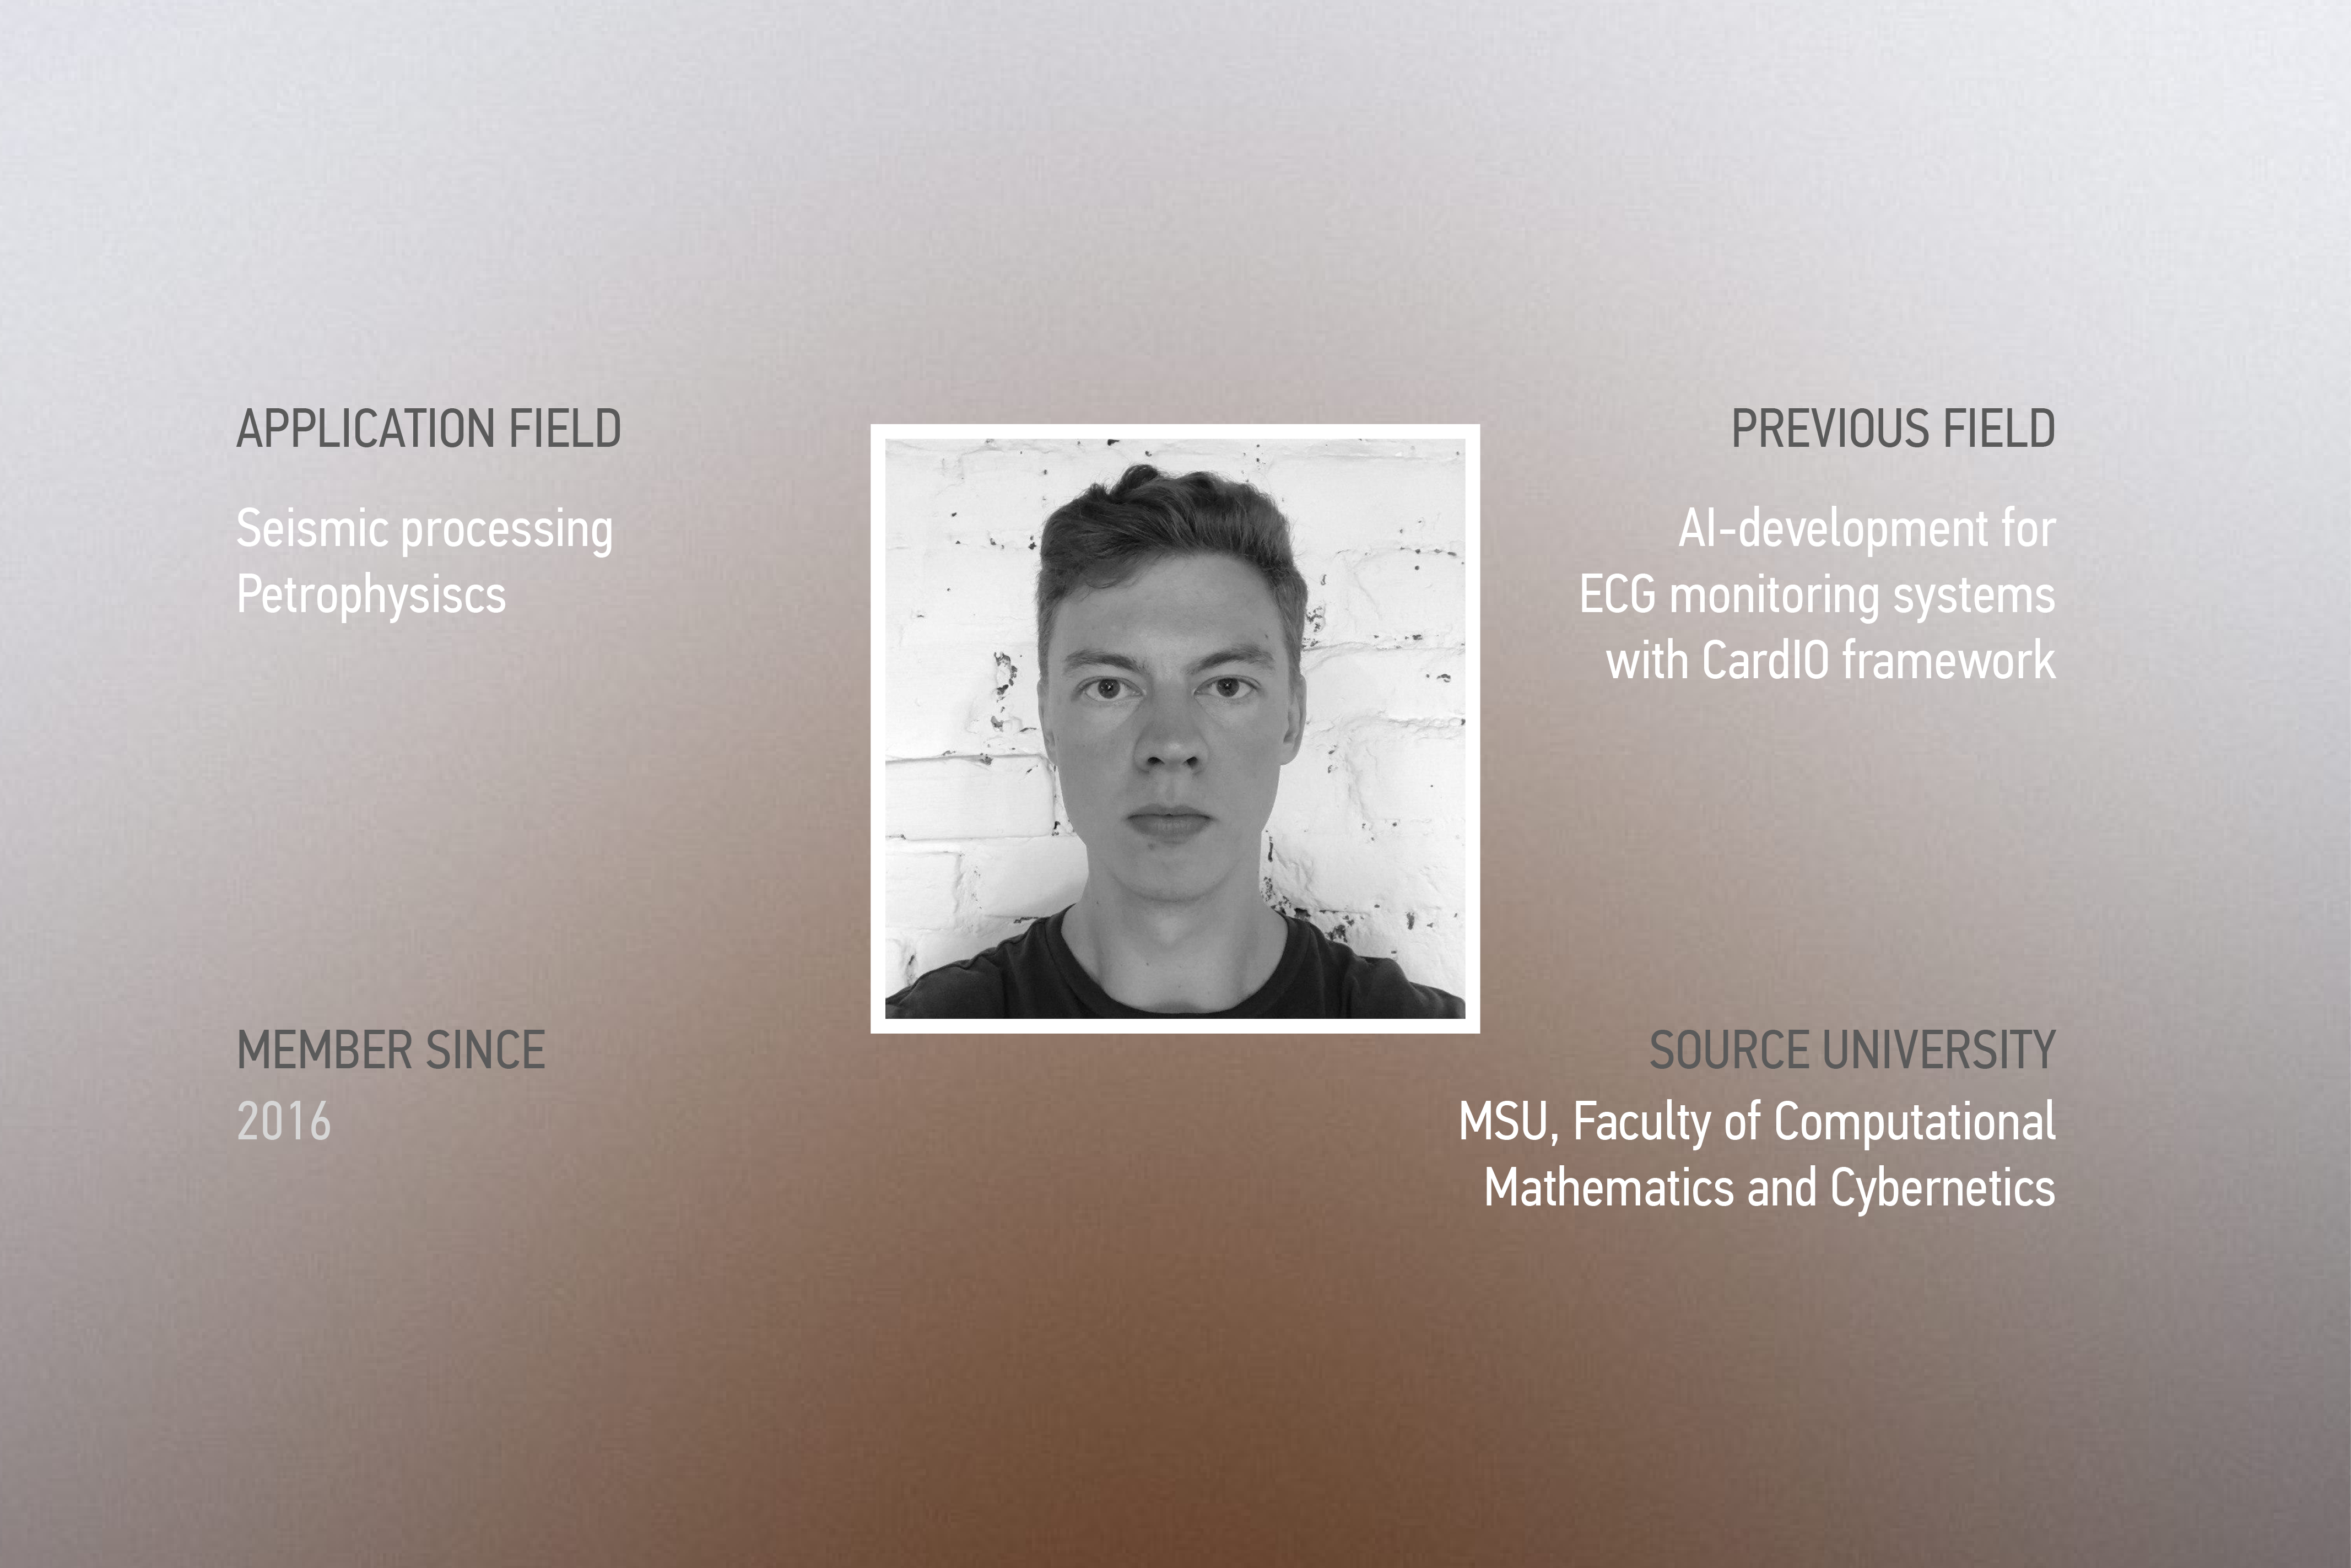 APPLICATION FIELD
Seismic processing
Petrophysiscs
PREVIOUS FIELD
AI-development for
ECG monitoring systems
with CardIO framework
MEMBER SINCE
2016
SOURCE UNIVERSITY
MSU, Faculty of Computational
Mathematics and Cybernetics